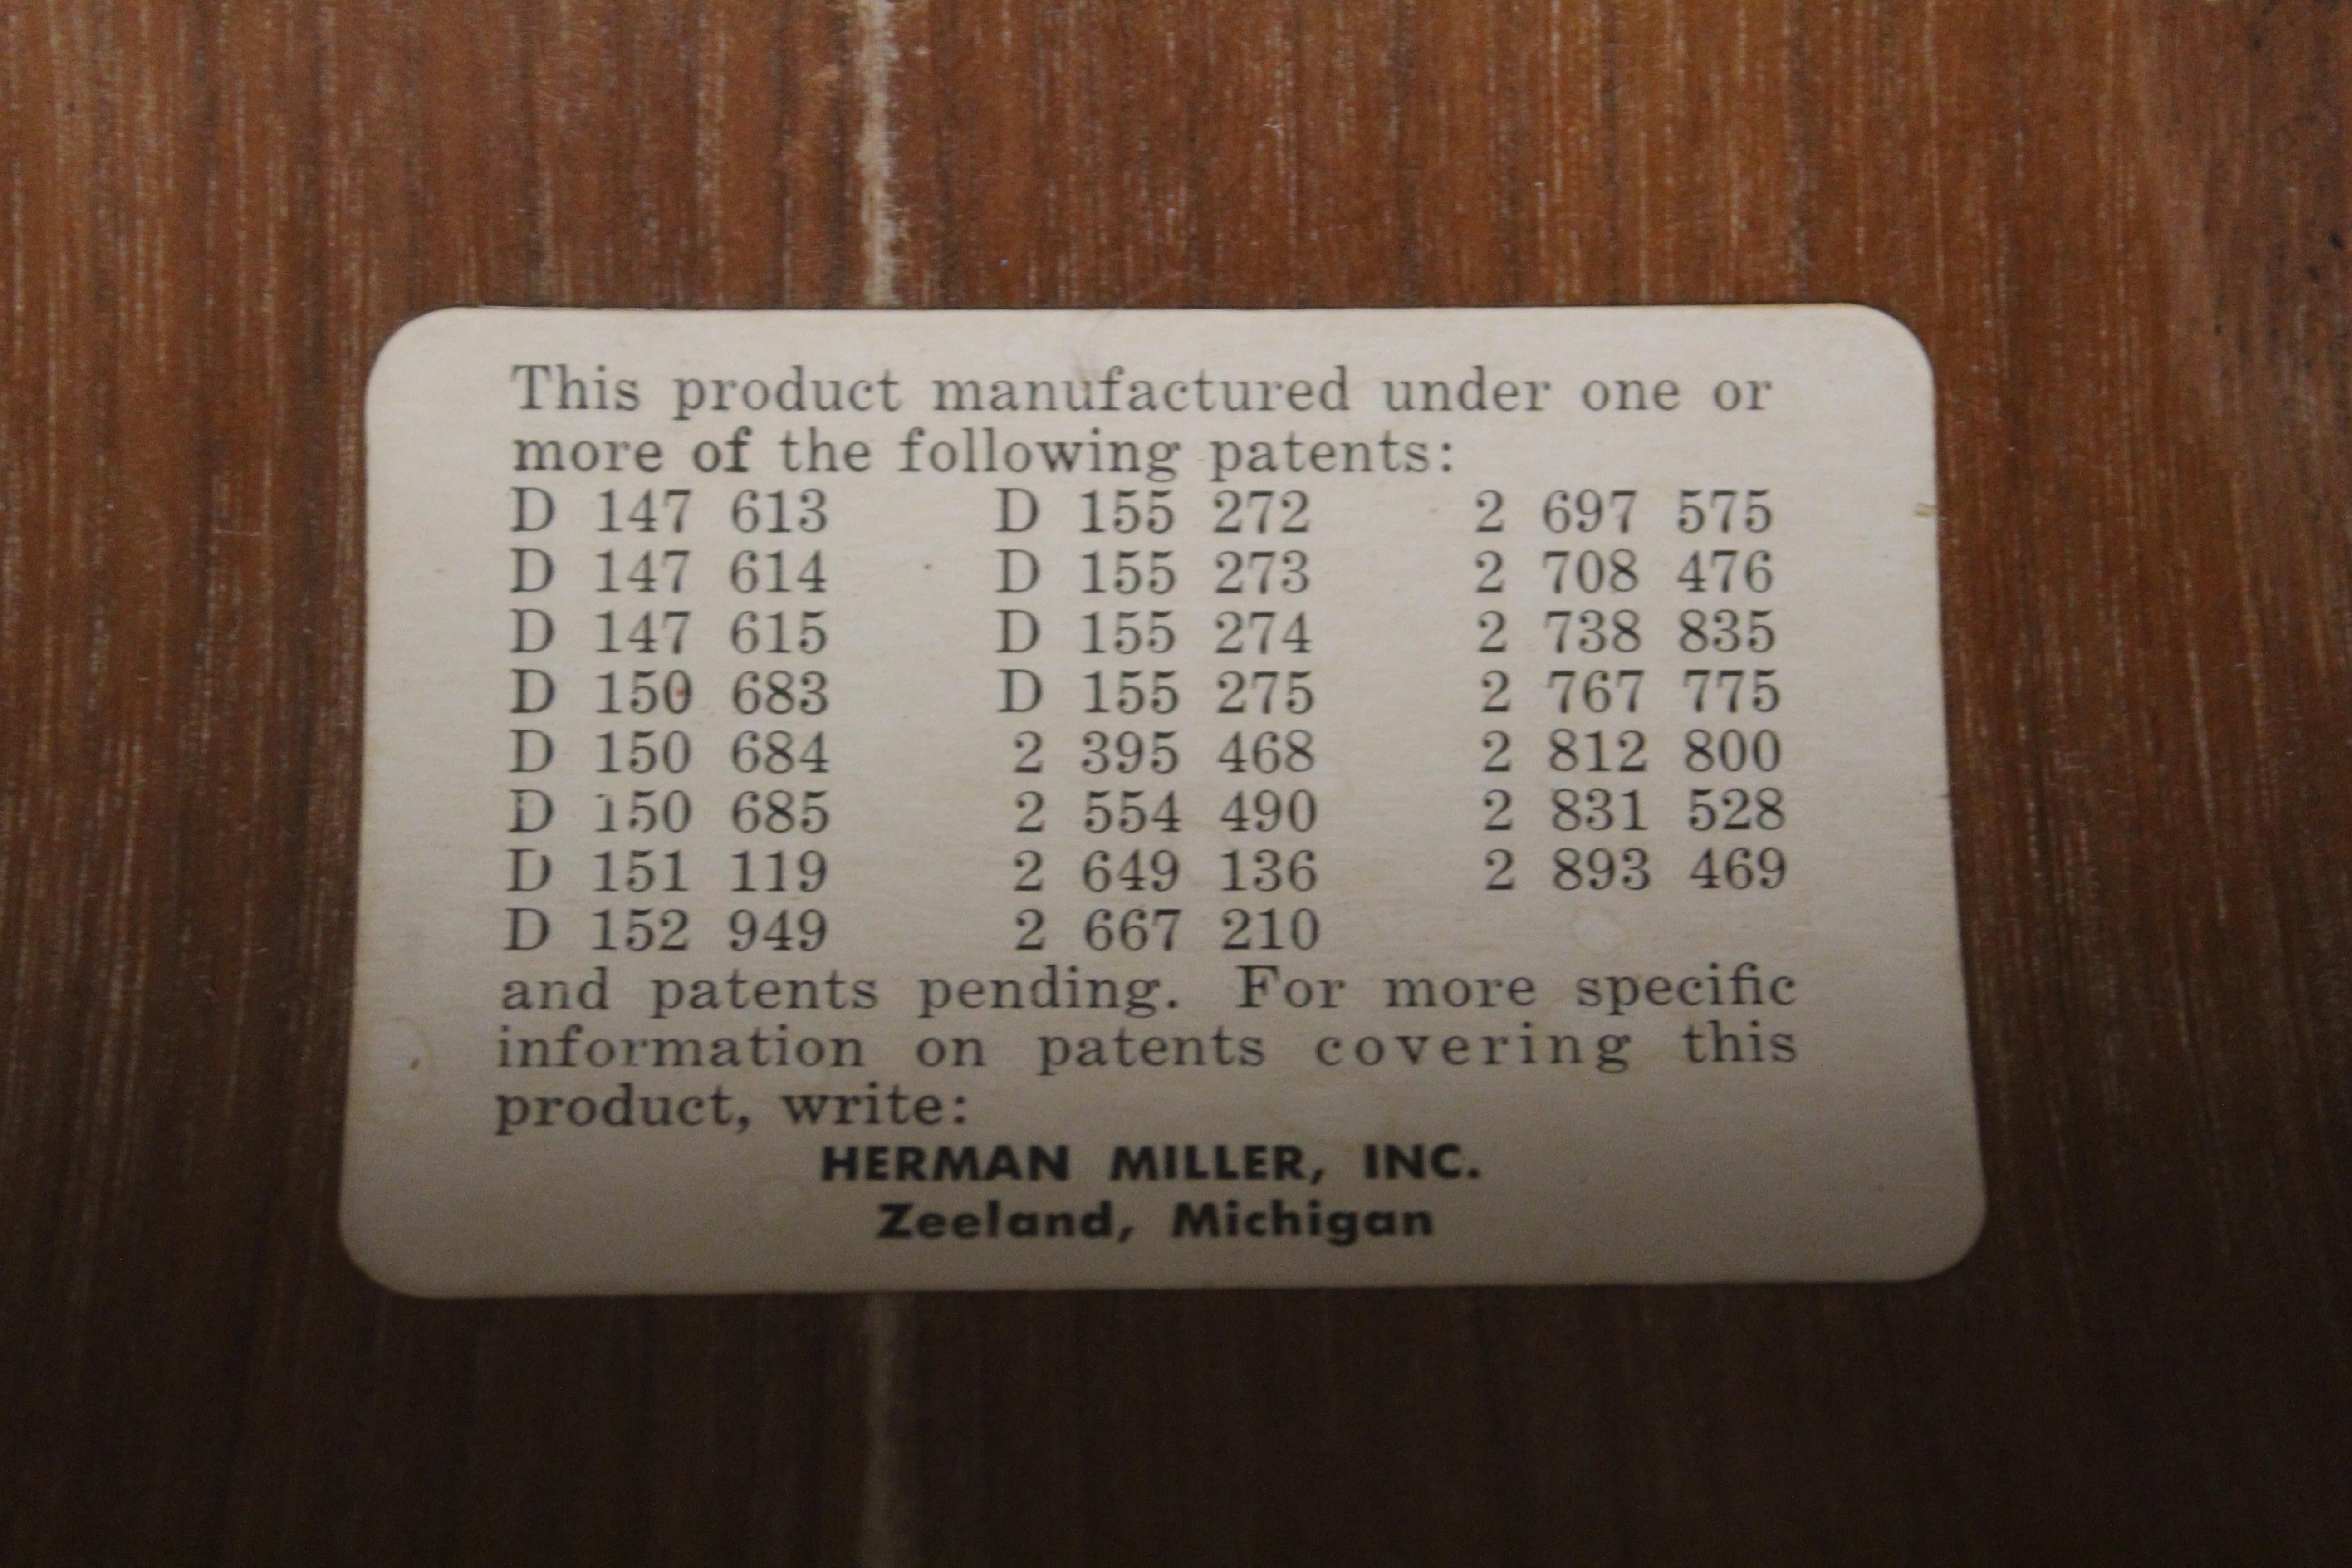 This product manufactured under one or
more of the following patents:
D 147 613 D 155 272 2 697 575
D 147 614 D 155 273 2 708 476
D 147 615 D 155 274 2 738 835
D 150 683 D 155 275 2 767 775
D 150 684 2 395 468 2 812 800
D 150 685 2 554 490 2 831 528
D 151 119 2 649 136 2 893 469
D 152 949 2 667 210
and patents pending. For more specific
information on patents covering this
product, write:
HERMAN MILLER, INC.
Zeeland, Michigan